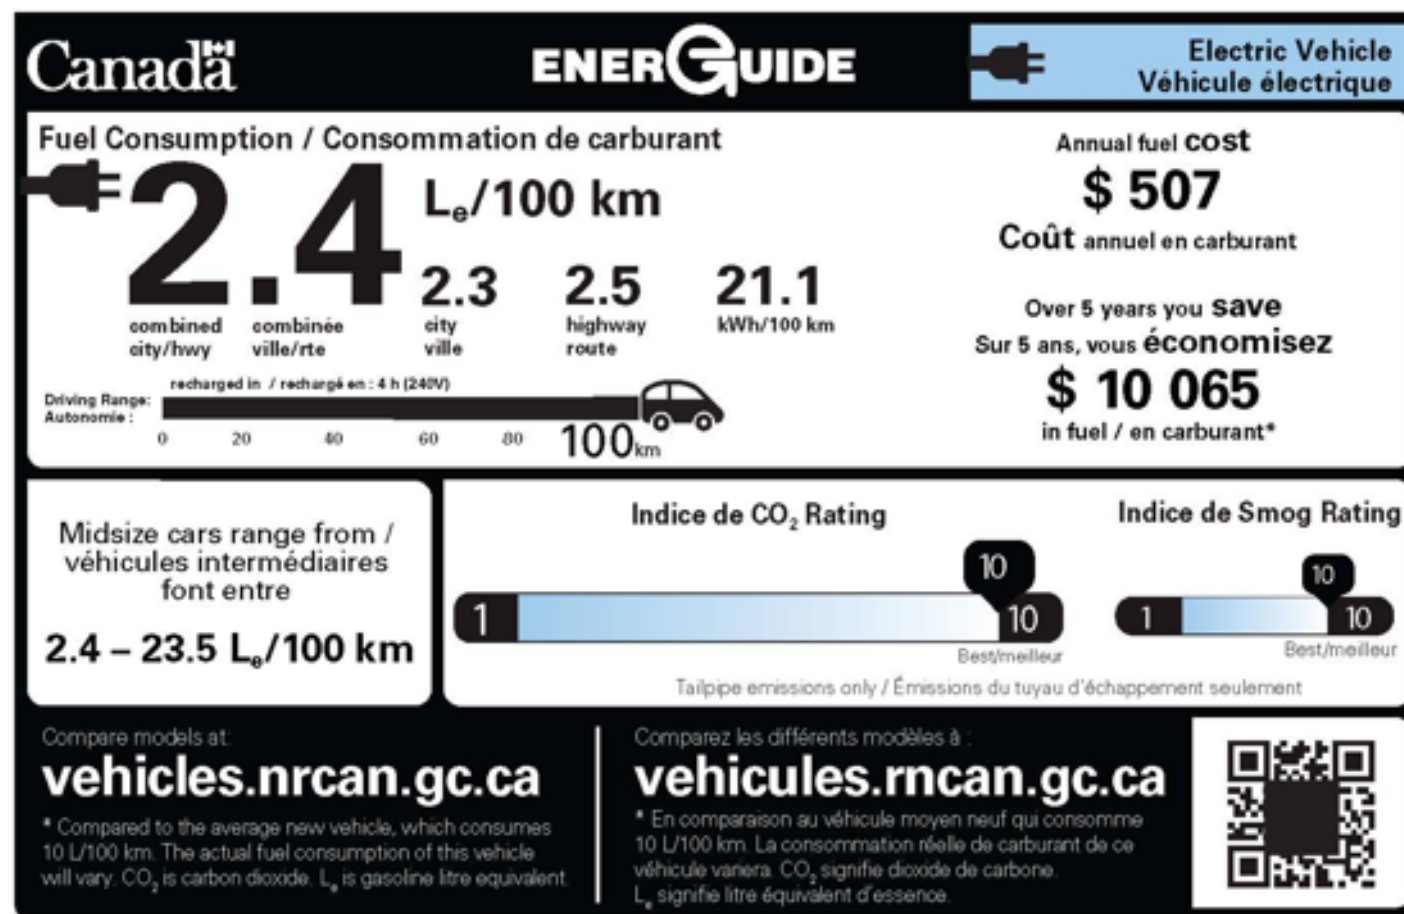 Canada
ENERGUIDE
Electric Vehicle
Véhicule électrique
Fuel Consumption / Consommation de carburant
2.4 Le/100 km
combined city/hwy
combinée ville/rte
2.3
city
ville
2.5
highway
route
21.1
kWh/100 km
recharged in / rechargé en : 4 h (240V)
Driving Range:
Autonomie :
0 20 40 60 80 100 km
Annual fuel cost
$ 507
Coût annuel en carburant
Over 5 years you save
Sur 5 ans, vous économisez
$ 10 065
in fuel / en carburant*
Midsize cars range from /
véhicules intermédiaires
font entre
2.4 – 23.5 Le/100 km
Indice de CO₂ Rating
10
1 10
Best/meilleur
Indice de Smog Rating
10
1 10
Best/meilleur
Tailpipe emissions only / Émissions du tuyau d'échappement seulement
Compare models at:
vehicles.nrcan.gc.ca
* Compared to the average new vehicle, which consumes
10 L/100 km. The actual fuel consumption of this vehicle
will vary. CO₂ is carbon dioxide. Le is gasoline litre equivalent.
Comparez les différents modèles à :
vehicules.rncan.gc.ca
* En comparaison au véhicule moyen neuf qui consomme
10 L/100 km. La consommation réelle de carburant de ce
véhicule variera. CO₂ signifie dioxide de carbone.
Le signifie litre équivalent d'essence.